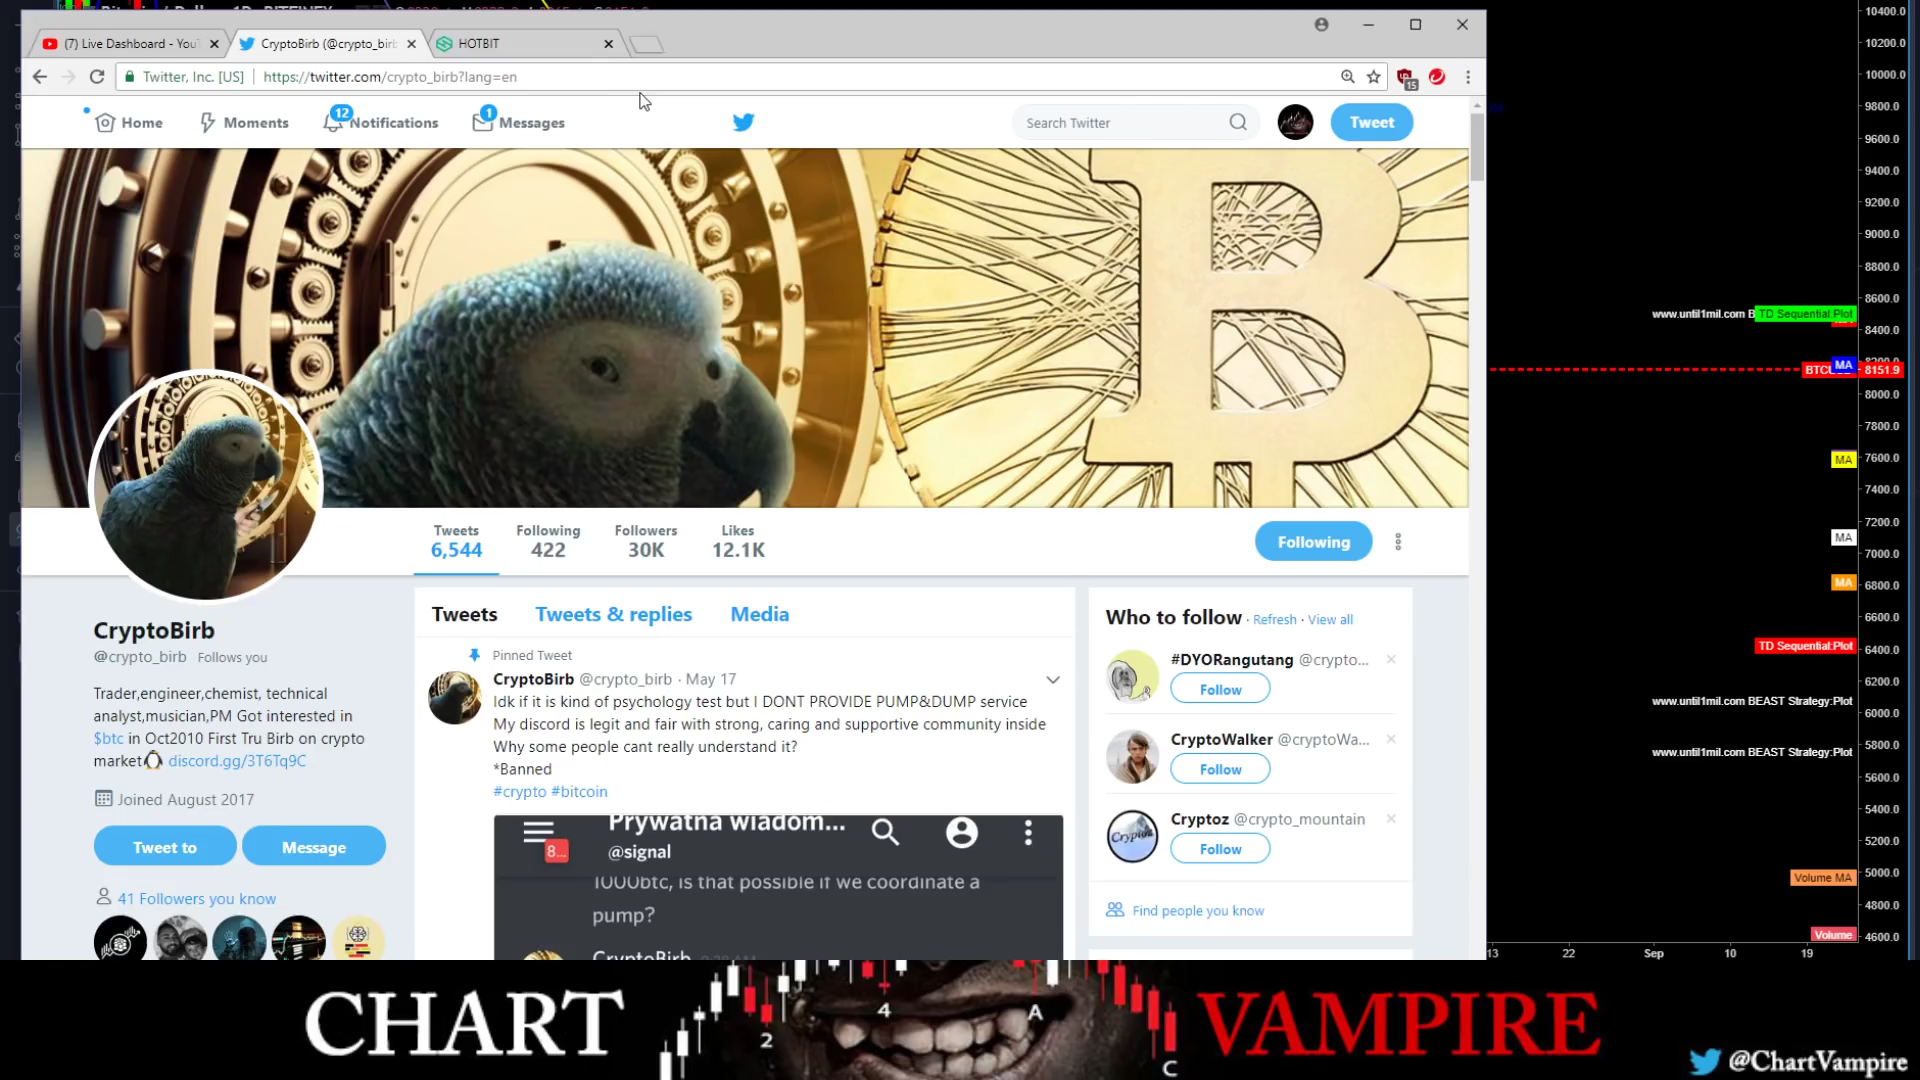 (7) Live Dashboard - You
CryptoBirb (@crypto_birb
HOTBIT
Twitter, Inc. [US]
https://twitter.com/crypto_birb?lang=en
15
Home
Moments
12
Notifications
1
Messages
Search Twitter
Tweet
Tweets
6,544
Following
422
Followers
30K
Likes
12.1K
Following
CryptoBirb
@crypto_birb Follows you
Trader,engineer,chemist, technical
analyst,musician,PM Got interested in
$btc in Oct2010 First Tru Birb on crypto
market discord.gg/3T6Tq9C
Joined August 2017
Tweet to
Message
41 Followers you know
Tweets
Tweets & replies
Media
Pinned Tweet
CryptoBirb @crypto_birb · May 17
Idk if it is kind of psychology test but I DONT PROVIDE PUMP&DUMP service
My discord is legit and fair with strong, caring and supportive community inside
Why some people cant really understand it?
*Banned
#crypto #bitcoin
Prywatna wiadom...
8...
@signal
1000btc, is that possible if we coordinate a
pump?
CryptoBirb
Who to follow · Refresh · View all
#DYORangutang @crypto...
Follow
CryptoWalker @cryptoWa...
Follow
Cryptoz @crypto_mountain
Follow
Find people you know
10400.0
10200.0
10000.0
9800.0
9600.0
9400.0
9200.0
9000.0
8800.0
8600.0
www.until1mil.com B
TD Sequential:Plot
8400.0
8200.0
MA
8151.9
8000.0
7800.0
7600.0
MA
7400.0
7200.0
MA
7000.0
6800.0
MA
6600.0
TD Sequential:Plot
6400.0
6200.0
www.until1mil.com BEAST Strategy:Plot
6000.0
5800.0
www.until1mil.com BEAST Strategy:Plot
5600.0
5400.0
5200.0
5000.0
Volume MA
4800.0
Volume
4600.0
13
22
Sep
10
19
CHART
2
4
A
C
VAMPIRE
@ChartVampire